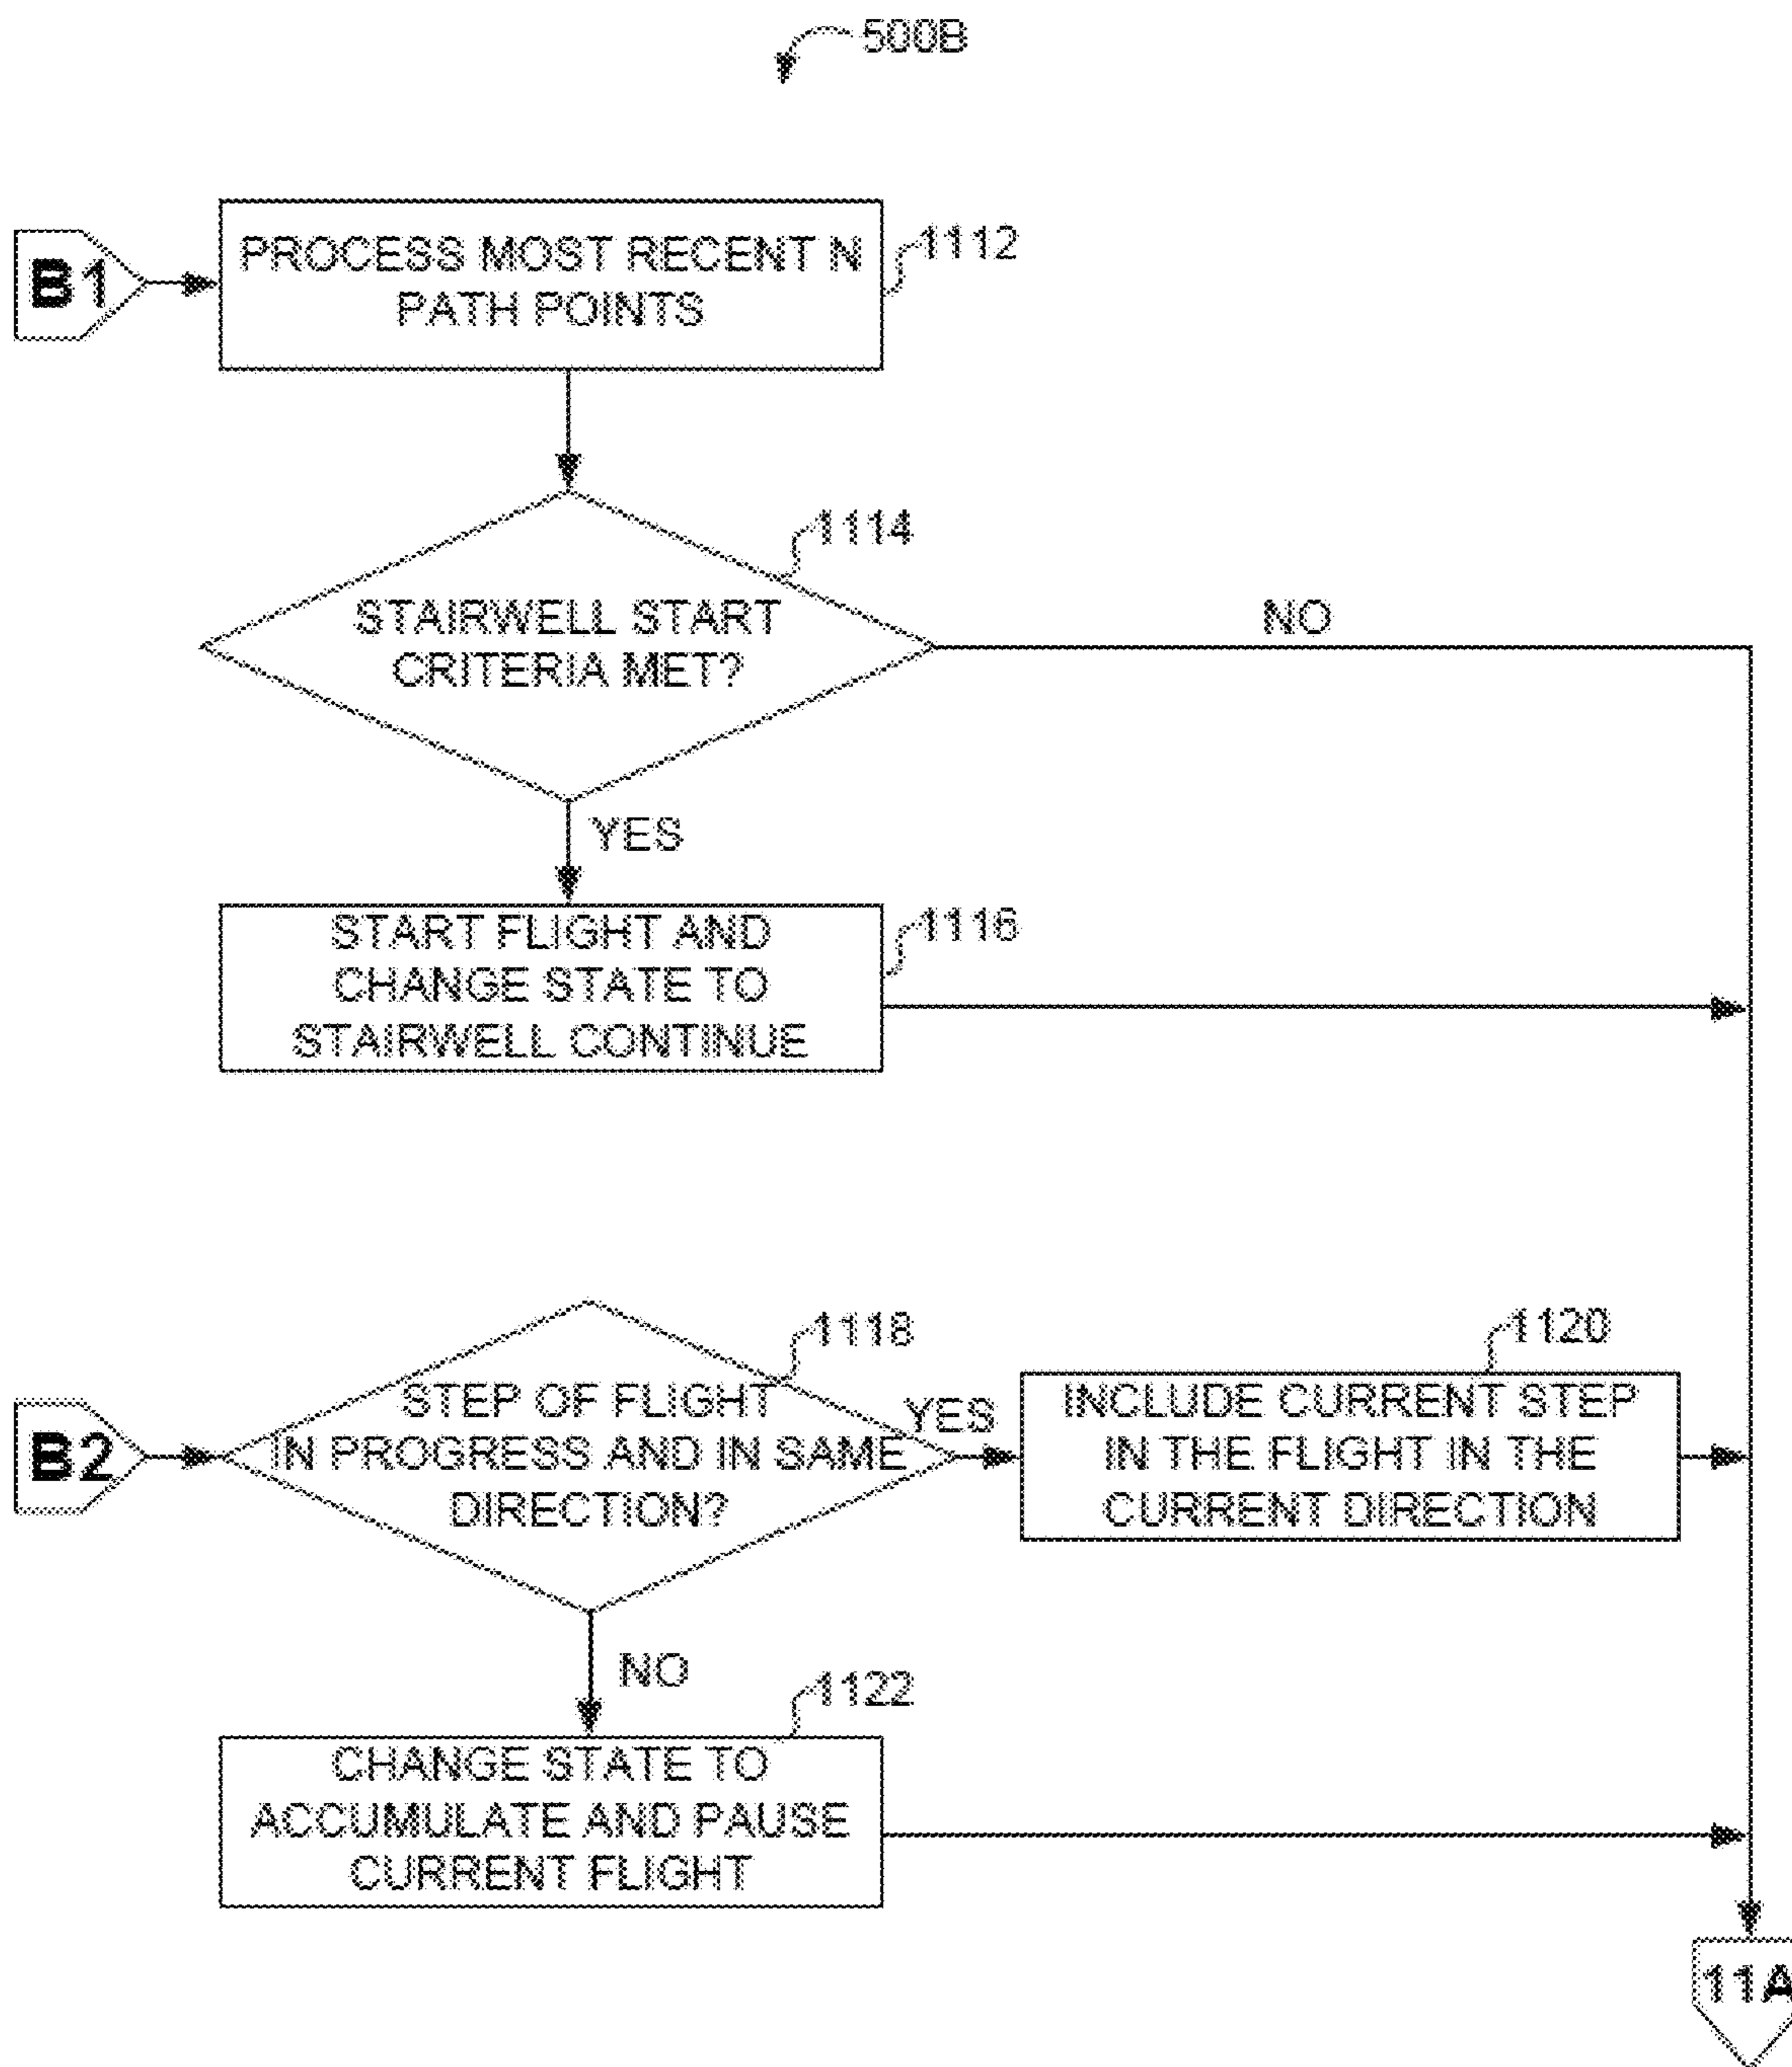 500B
B1
PROCESS MOST RECENT N
PATH POINTS
1112
1114
STAIRWELL START
CRITERIA MET?
NO
YES
START FLIGHT AND
CHANGE STATE TO
STAIRWELL CONTINUE
1116
1118
1120
B2
STEP OF FLIGHT
IN PROGRESS AND IN SAME
DIRECTION?
YES
INCLUDE CURRENT STEP
IN THE FLIGHT IN THE
CURRENT DIRECTION
NO
1122
CHANGE STATE TO
ACCUMULATE AND PAUSE
CURRENT FLIGHT
11A